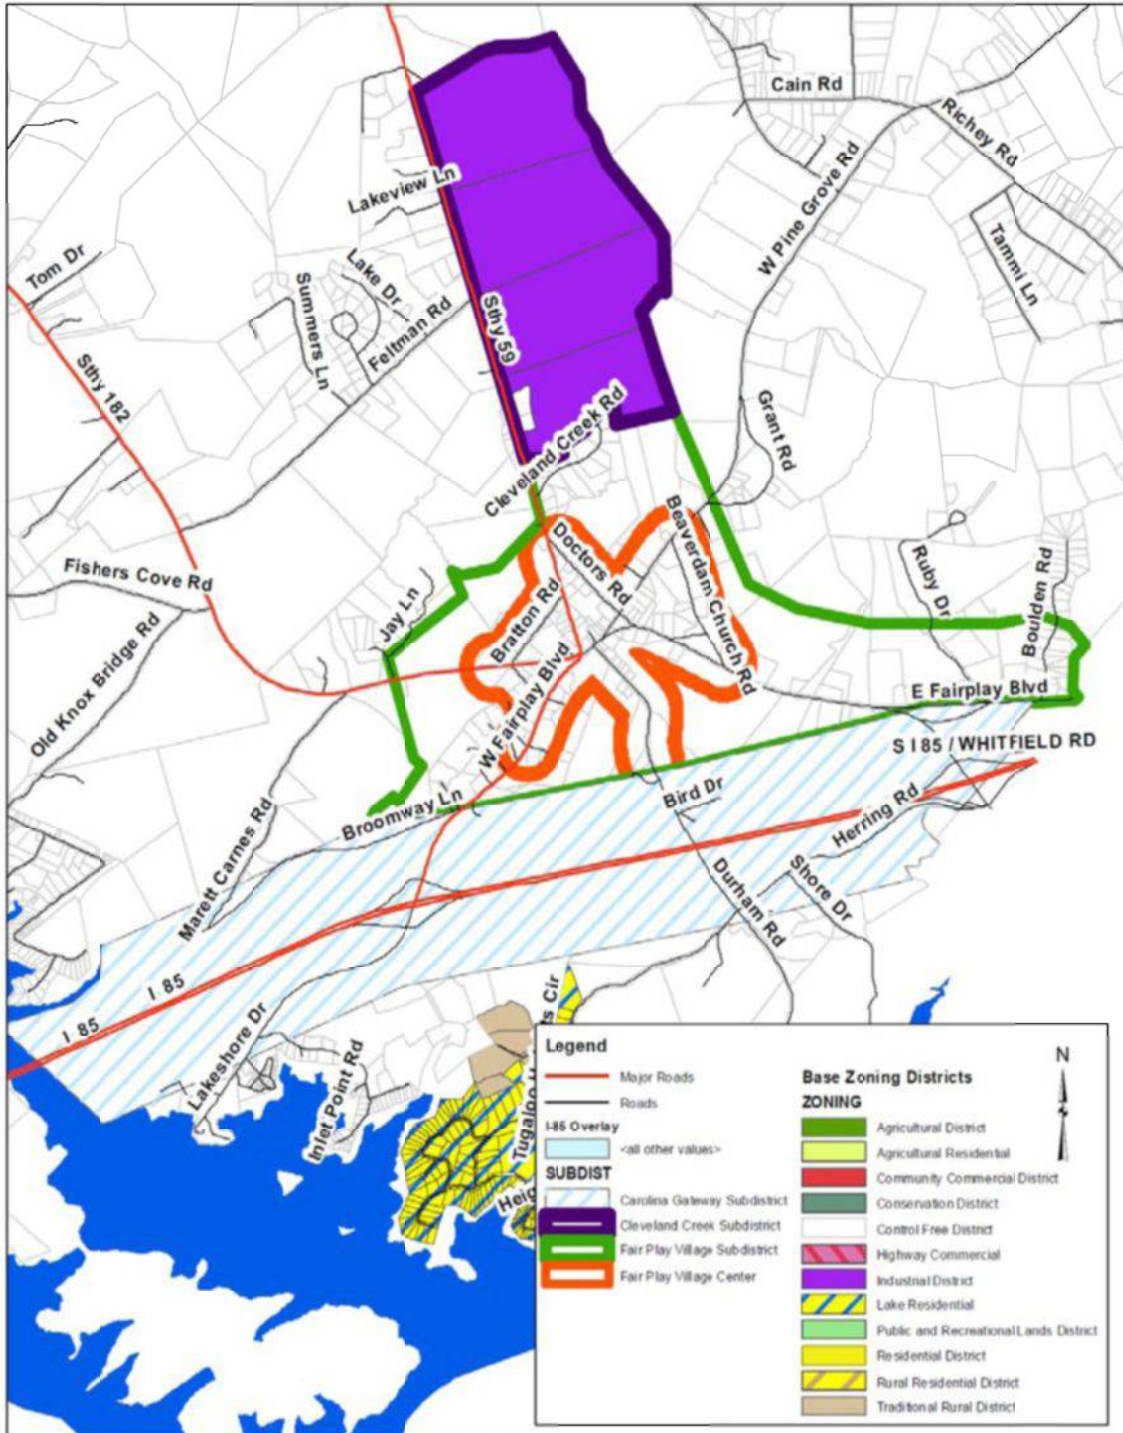 Cain Rd
Richey Rd
W Pine Grove Rd
Lakeview Ln
Tammi Ln
Tom Dr
Lake Dr
Summers Ln
Feltman Rd
Sthy 59
Sthy 182
Cleveland Creek Rd
Grant Rd
Beaverdam Church Rd
Doctors Rd
Fishers Cove Rd
Jay Ln
Bratton Rd
Ruby Dr
Boulden Rd
Old Knox Bridge Rd
W Fairplay Blvd
E Fairplay Blvd
S I 85 / WHITFIELD RD
Broomway Ln
Bird Dr
Herring Rd
Marett Carnes Rd
Shore Dr
Durham Rd
I 85
I 85
Lakeshore Dr
Inlet Point Rd
Tugaloo H
ts Cir
Heig
Legend
Major Roads
Roads
I-85 Overlay
<all other values>
SUBDIST
Carolina Gateway Subdistrict
Cleveland Creek Subdistrict
Fair Play Village Subdistrict
Fair Play Village Center
N
Base Zoning Districts
ZONING
Agricultural District
Agricultural Residential
Community Commercial District
Conservation District
Control Free District
Highway Commercial
Industrial District
Lake Residential
Public and Recreational Lands District
Residential District
Rural Residential District
Traditional Rural District